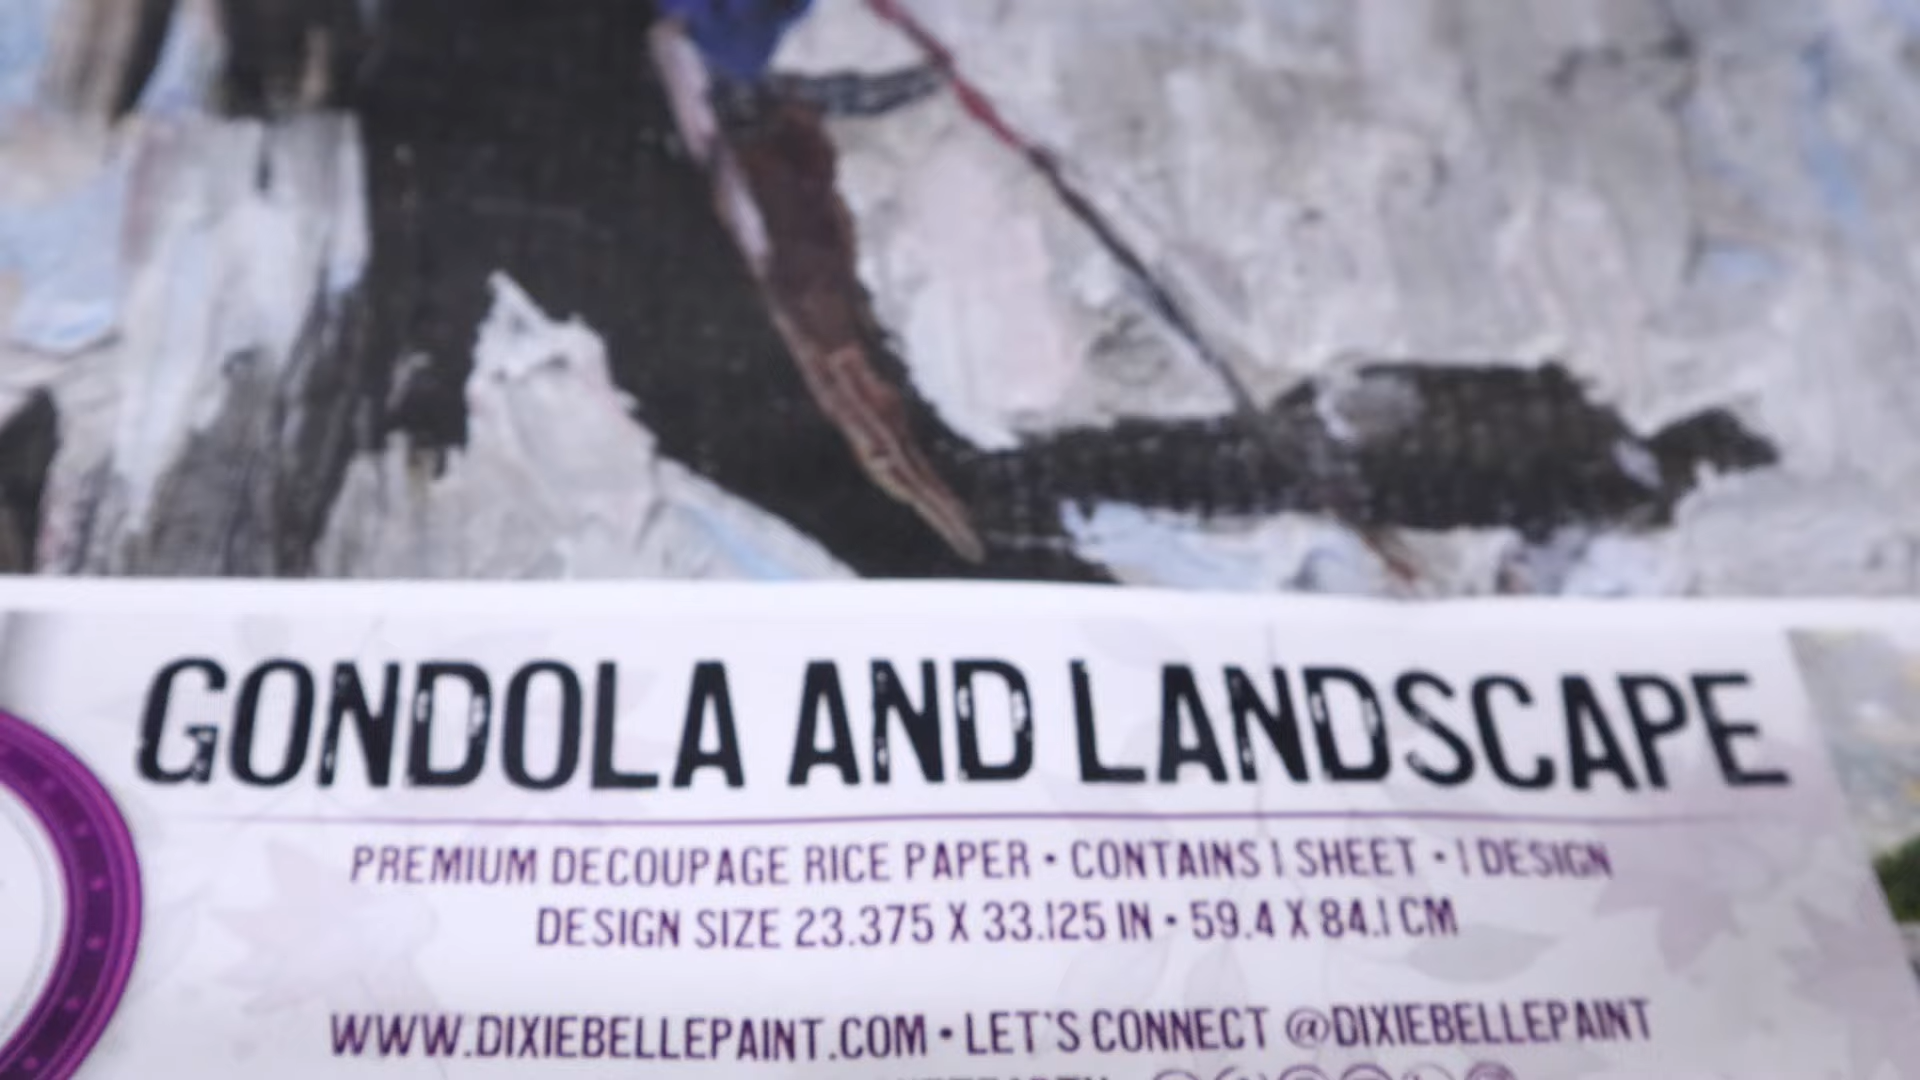 GONDOLA AND LANDSCAPE
PREMIUM DECOUPAGE RICE PAPER • CONTAINS 1 SHEET • 1 DESIGN
DESIGN SIZE 23.375 X 33.125 IN • 59.4 X 84.1 CM
WWW.DIXIEBELLEPAINT.COM • LET'S CONNECT @DIXIEBELLEPAINT